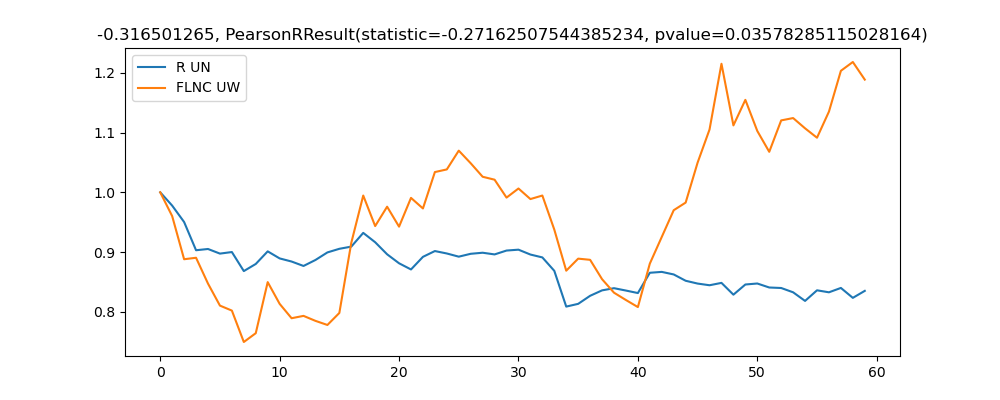 -0.316501265, PearsonRResult(statistic=-0.27162507544385234, pvalue=0.03578285115028164)
R UN
FLNC UW
1.2
1.1
1.0
0.9
0.8
0 10 20 30 40 50 60